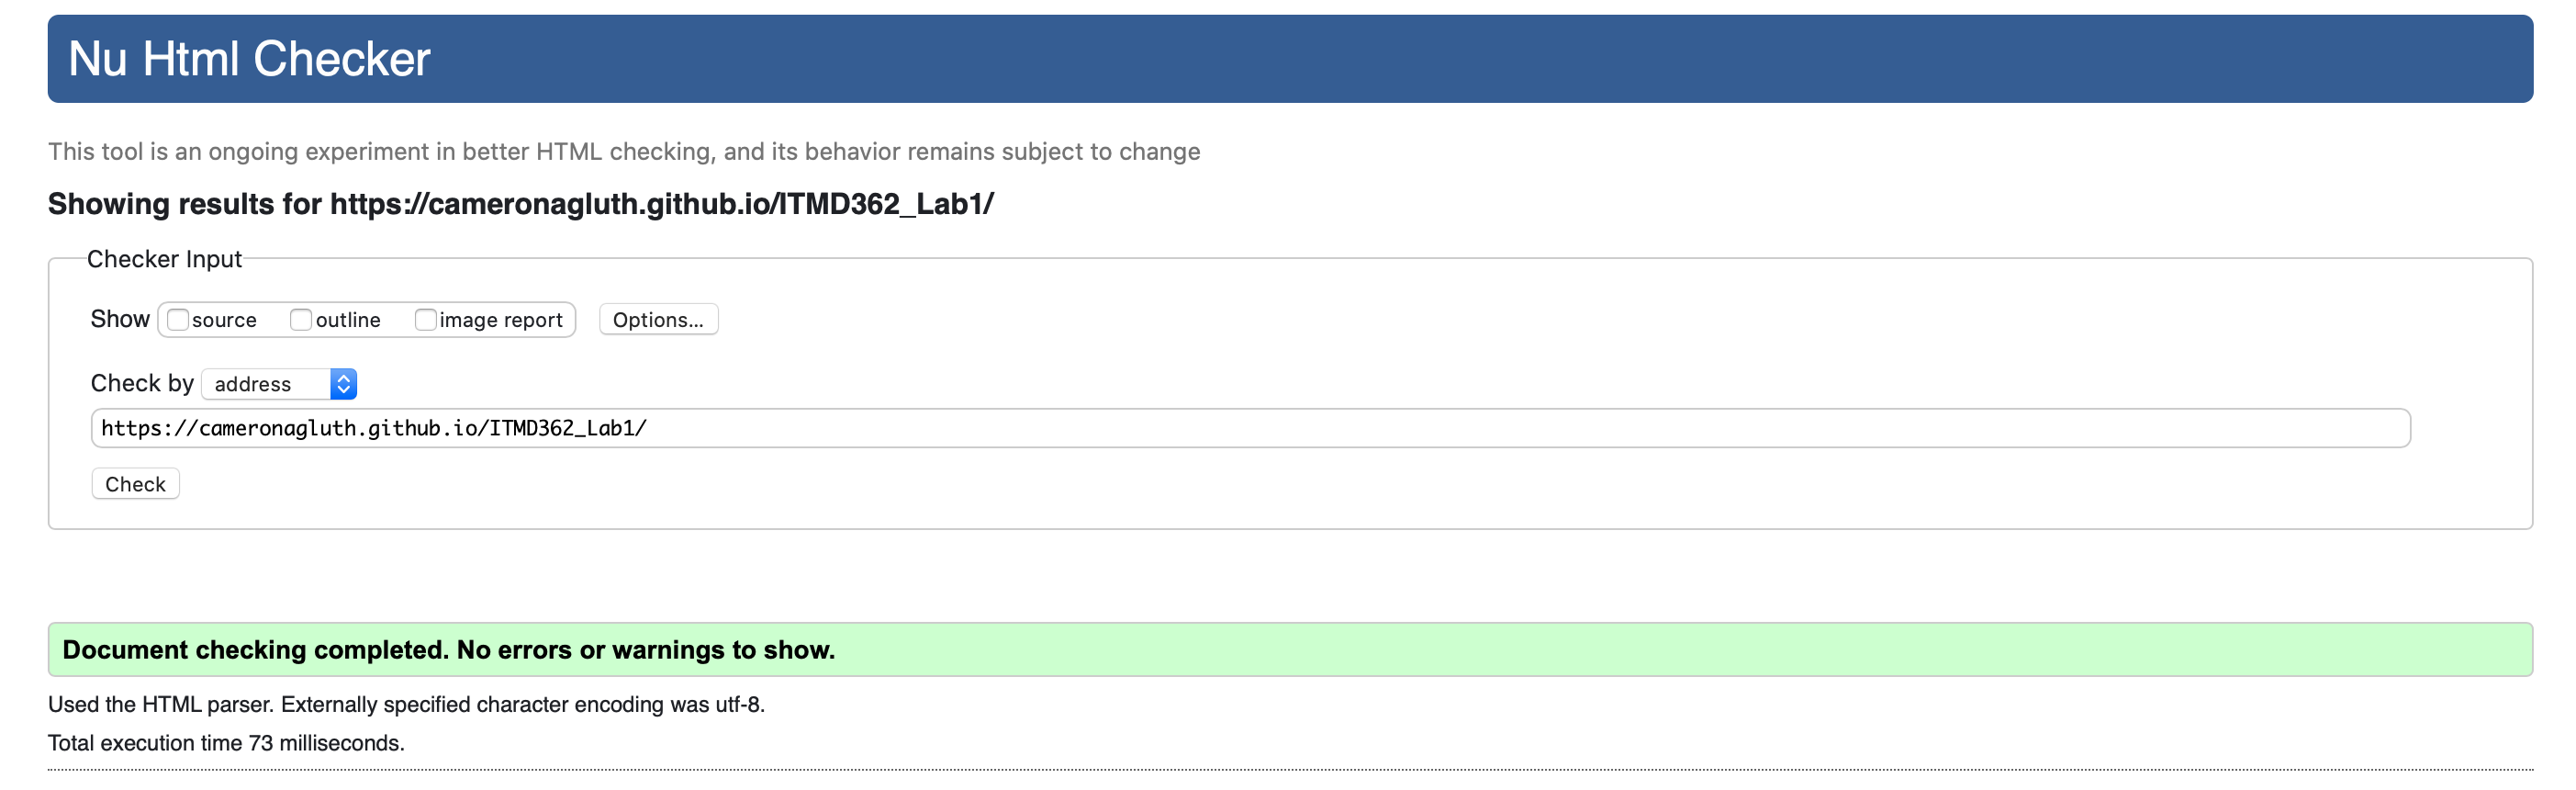 Nu Html Checker
This tool is an ongoing experiment in better HTML checking, and its behavior remains subject to change
Showing results for https://cameronagluth.github.io/ITMD362_Lab1/
Checker Input
Show source outline image report Options...
Check by address
https://cameronagluth.github.io/ITMD362_Lab1/
Check
Document checking completed. No errors or warnings to show.
Used the HTML parser. Externally specified character encoding was utf-8.
Total execution time 73 milliseconds.